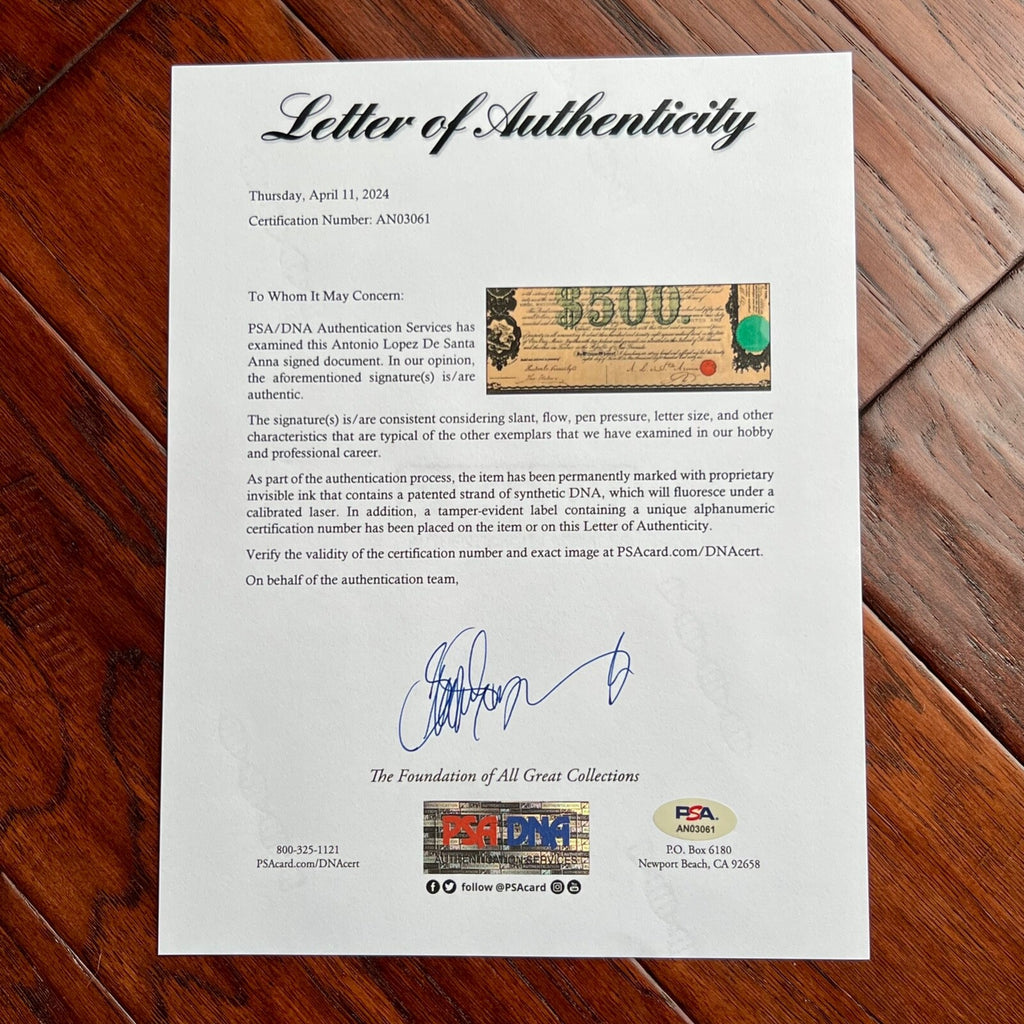 Letter of Authenticity
Thursday, April 11, 2024
Certification Number: AN03061
To Whom It May Concern:
PSA/DNA Authentication Services has
examined this Antonio Lopez De Santa
Anna signed document. In our opinion,
the aforementioned signature(s) is/are
authentic.
$500.
The signature(s) is/are consistent considering slant, flow, pen pressure, letter size, and other
characteristics that are typical of the other exemplars that we have examined in our hobby
and professional career.
As part of the authentication process, the item has been permanently marked with proprietary
invisible ink that contains a patented strand of synthetic DNA, which will fluoresce under a
calibrated laser. In addition, a tamper-evident label containing a unique alphanumeric
certification number has been placed on the item or on this Letter of Authenticity.
Verify the validity of the certification number and exact image at PSAcard.com/DNAcert.
On behalf of the authentication team,
The Foundation of All Great Collections
800-325-1121
PSAcard.com/DNAcert
PSA DNA
AUTHENTICATION SERVICES
follow @PSAcard
PSA
AN03061
P.O. Box 6180
Newport Beach, CA 92658